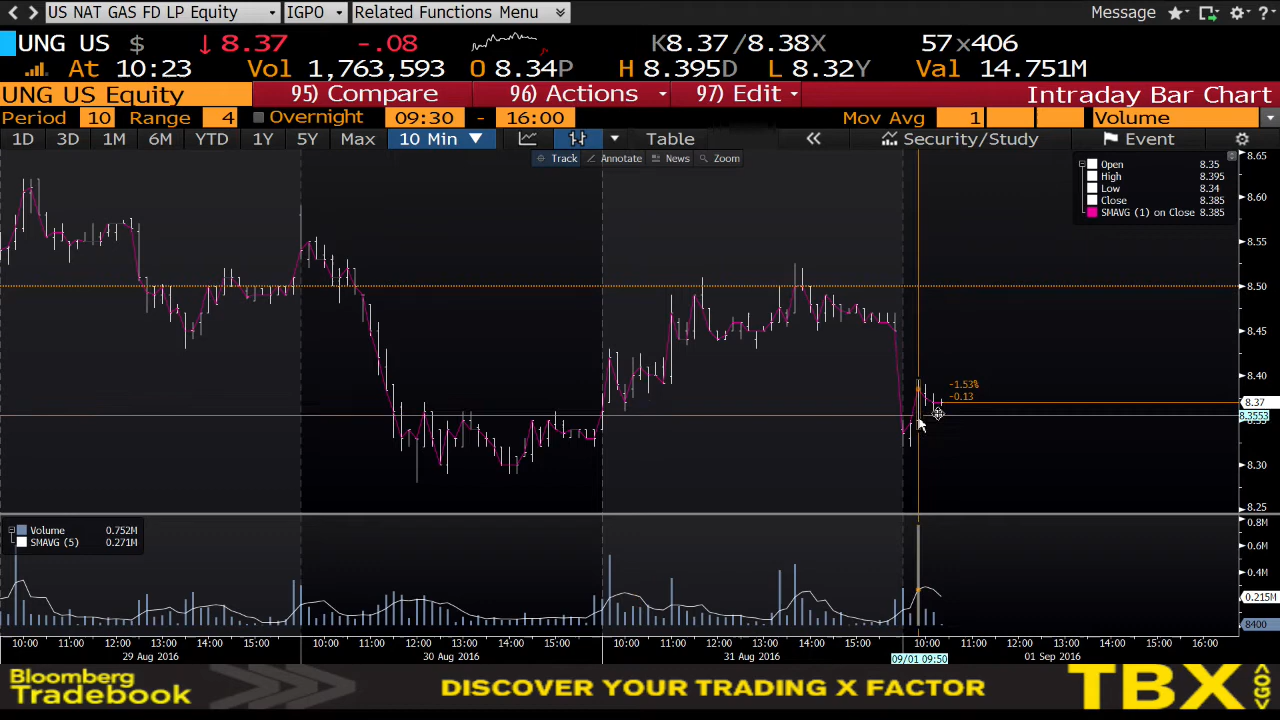 US NAT GAS FD LP Equity IGPO Related Functions Menu Message ?
UNG US $ ↓ 8.37 -.08 K8.37 / 8.38X 57 x 406
At 10:23 Vol 1,763,593 O 8.34P H 8.395D L 8.32Y Val 14.751M
UNG US Equity 95) Compare 96) Actions 97) Edit Intraday Bar Chart
Period 10 Range 4 Overnight 09:30 - 16:00 Mov Avg 1 Volume
1D 3D 1M 6M YTD 1Y 5Y Max 10 Min Table Security/Study Event
Track Annotate News Zoom
Open 8.35
High 8.395
Low 8.34
Close 8.385
SMAVG (1) on Close 8.385
8.65
8.60
8.55
8.50
8.45
8.40
-1.53%
-0.13
8.37
8.3553
8.30
8.25
Volume 0.752M
SMAVG (5) 0.271M
0.8M
0.6M
0.4M
0.215M
8400
10:00 11:00 12:00 13:00 14:00 15:00 10:00 11:00 12:00 13:00 14:00 15:00 10:00 11:00 12:00 13:00 14:00 15:00 10:00 11:00 12:00 13:00 14:00 15:00 16:00
29 Aug 2016 30 Aug 2016 31 Aug 2016 09/01 09:50 01 Sep 2016
Bloomberg
Tradebook
DISCOVER YOUR TRADING X FACTOR
TBX
<GO>